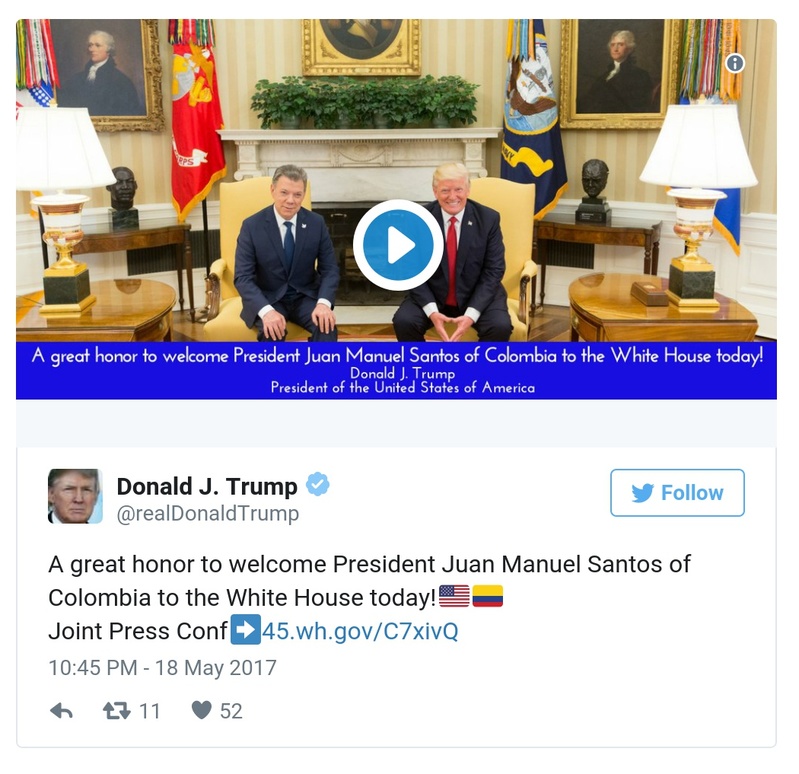 CORPS
NAVY
A great honor to welcome President Juan Manuel Santos of Colombia to the White House today!
Donald J. Trump
President of the United States of America
Donald J. Trump
@realDonaldTrump
Follow
A great honor to welcome President Juan Manuel Santos of
Colombia to the White House today!🇺🇸🇨🇴
Joint Press Conf➡️45.wh.gov/C7xivQ
10:45 PM - 18 May 2017
11 52